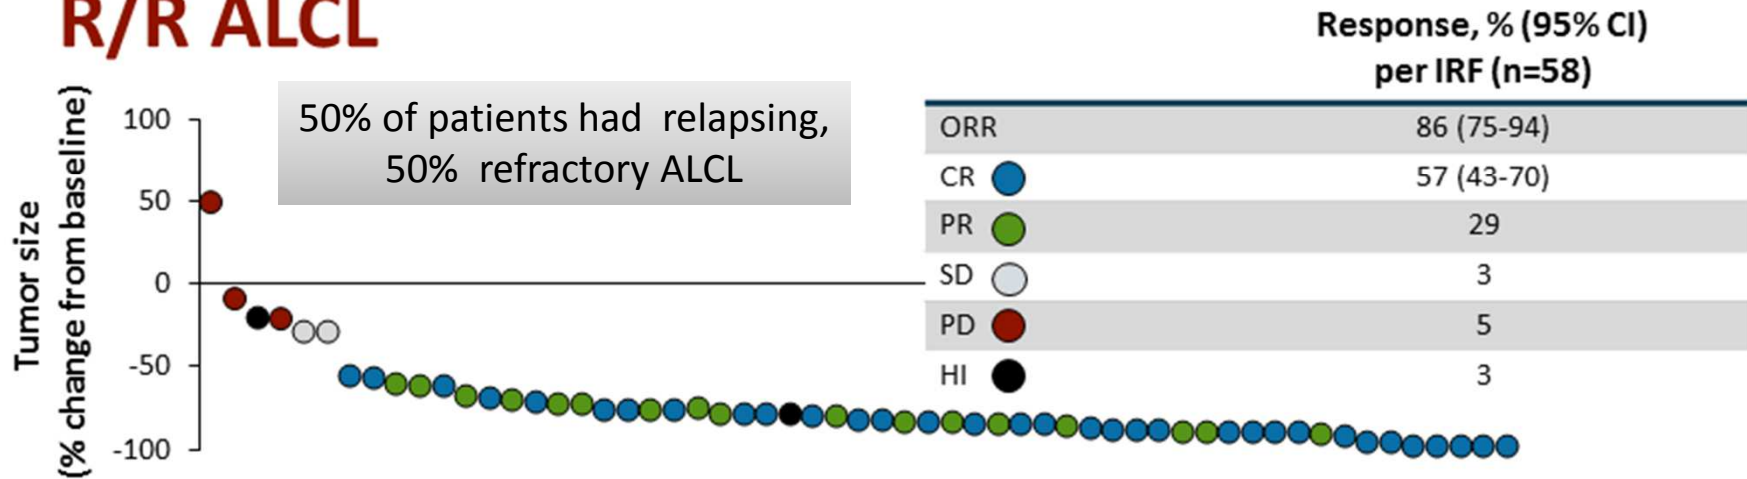 R/R ALCL
Response, % (95% CI)
per IRF (n=58)
50% of patients had relapsing,
50% refractory ALCL
ORR 86 (75-94)
CR 57 (43-70)
PR 29
SD 3
PD 5
HI 3
Tumor size
(% change from baseline)
100
50
0
-50
-100